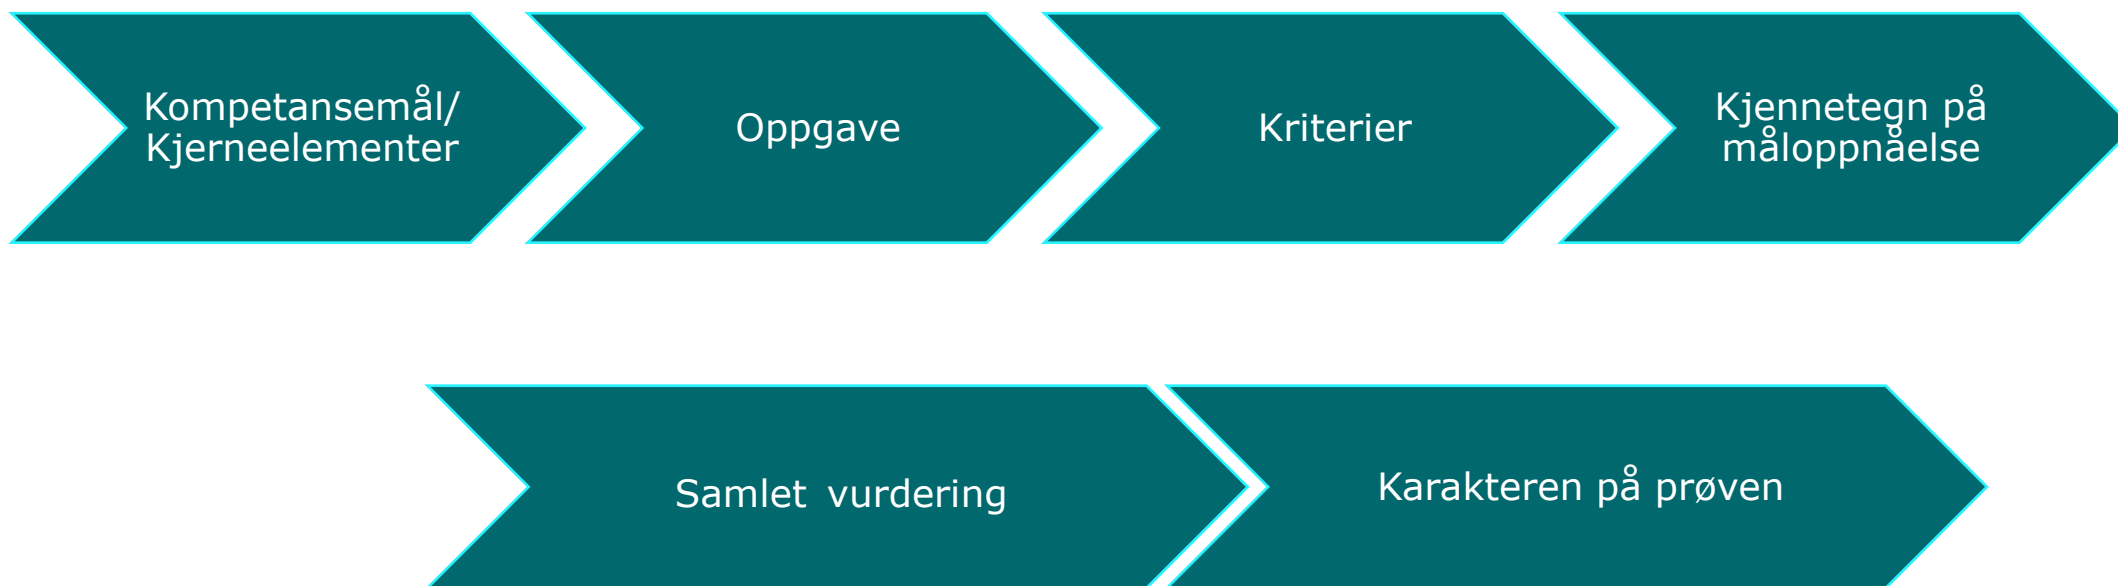 Kompetansemål/
Kjerneelementer
Oppgave
Kriterier
Kjennetegn på
måloppnåelse
Samlet vurdering
Karakteren på prøven